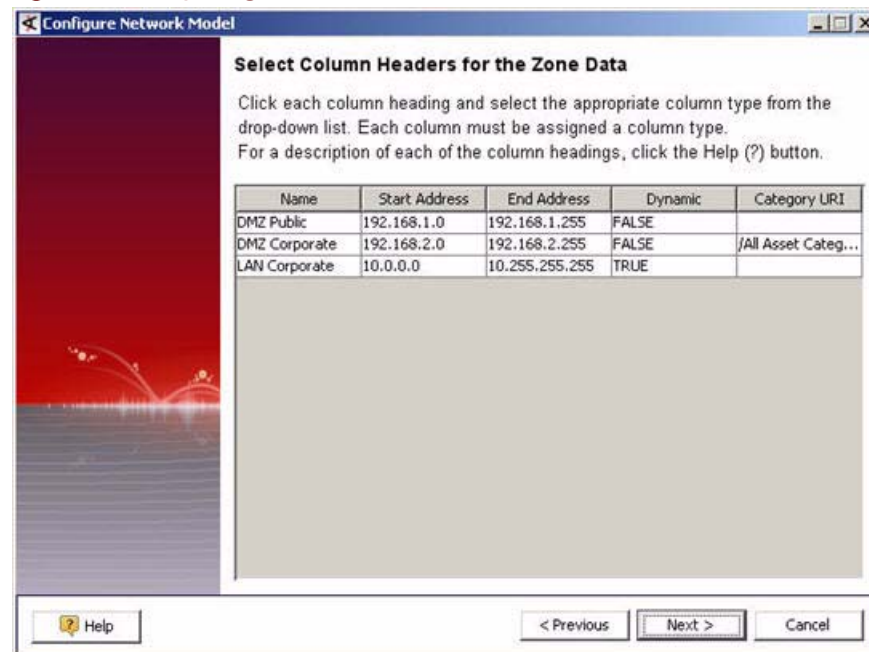 Configure Network Model
Select Column Headers for the Zone Data
Click each column heading and select the appropriate column type from the
drop-down list. Each column must be assigned a column type.
For a description of each of the column headings, click the Help (?) button.
Name Start Address End Address Dynamic Category URI
DMZ Public 192.168.1.0 192.168.1.255 FALSE
DMZ Corporate 192.168.2.0 192.168.2.255 FALSE /All Asset Categ...
LAN Corporate 10.0.0.0 10.255.255.255 TRUE
Help < Previous Next > Cancel